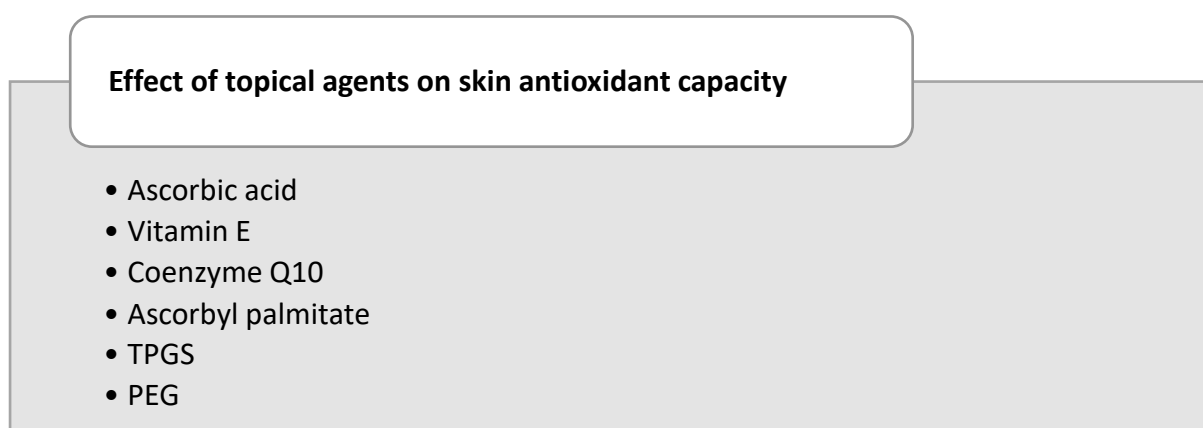 Effect of topical agents on skin antioxidant capacity
• Ascorbic acid
• Vitamin E
• Coenzyme Q10
• Ascorbyl palmitate
• TPGS
• PEG